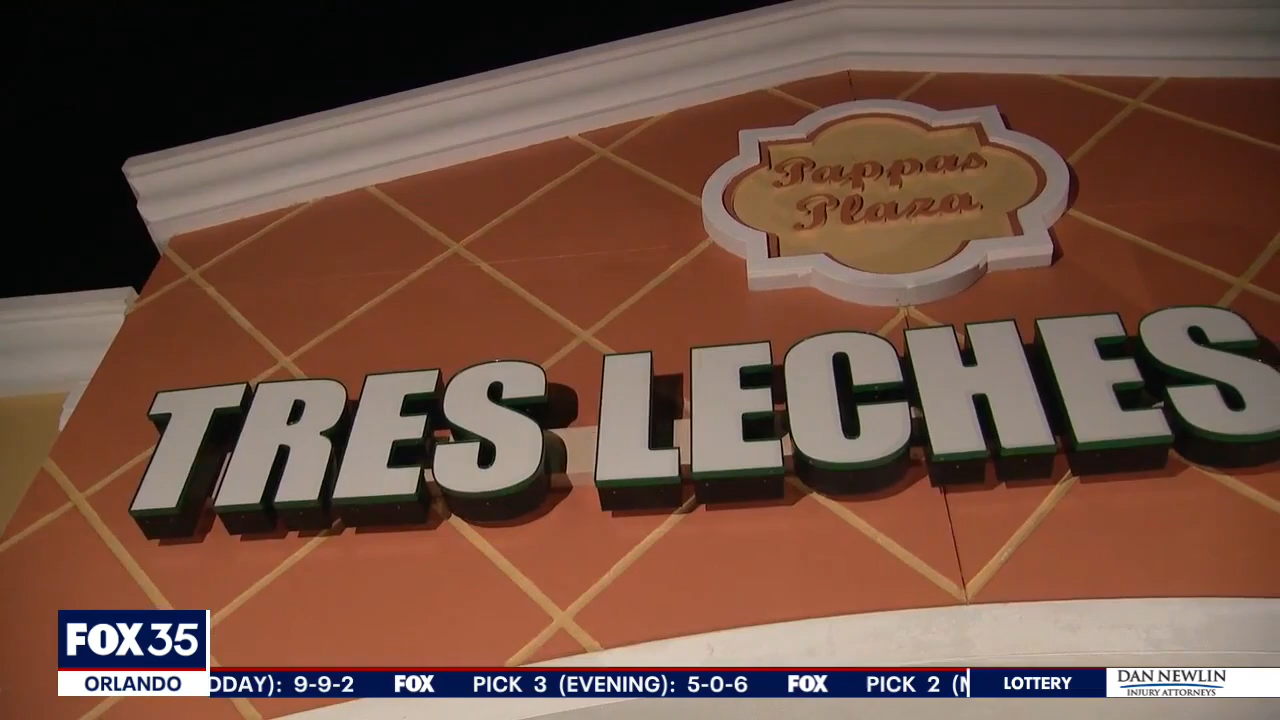 Pappas
Plaza
TRES LECHES
FOX 35
ORLANDO
ODAY): 9-9-2 FOX PICK 3 (EVENING): 5-0-6 FOX PICK 2 (
LOTTERY
DAN NEWLIN
INJURY ATTORNEYS